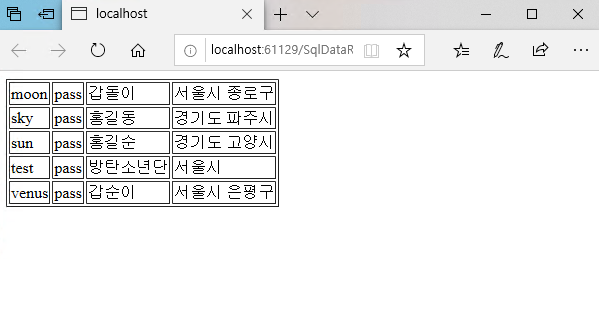 localhost
localhost:61129/SqlDataR
moon pass 갑돌이 서울시 종로구
sky pass 홍길동 경기도 파주시
sun pass 홍길순 경기도 고양시
test pass 방탄소년단 서울시
venus pass 갑순이 서울시 은평구